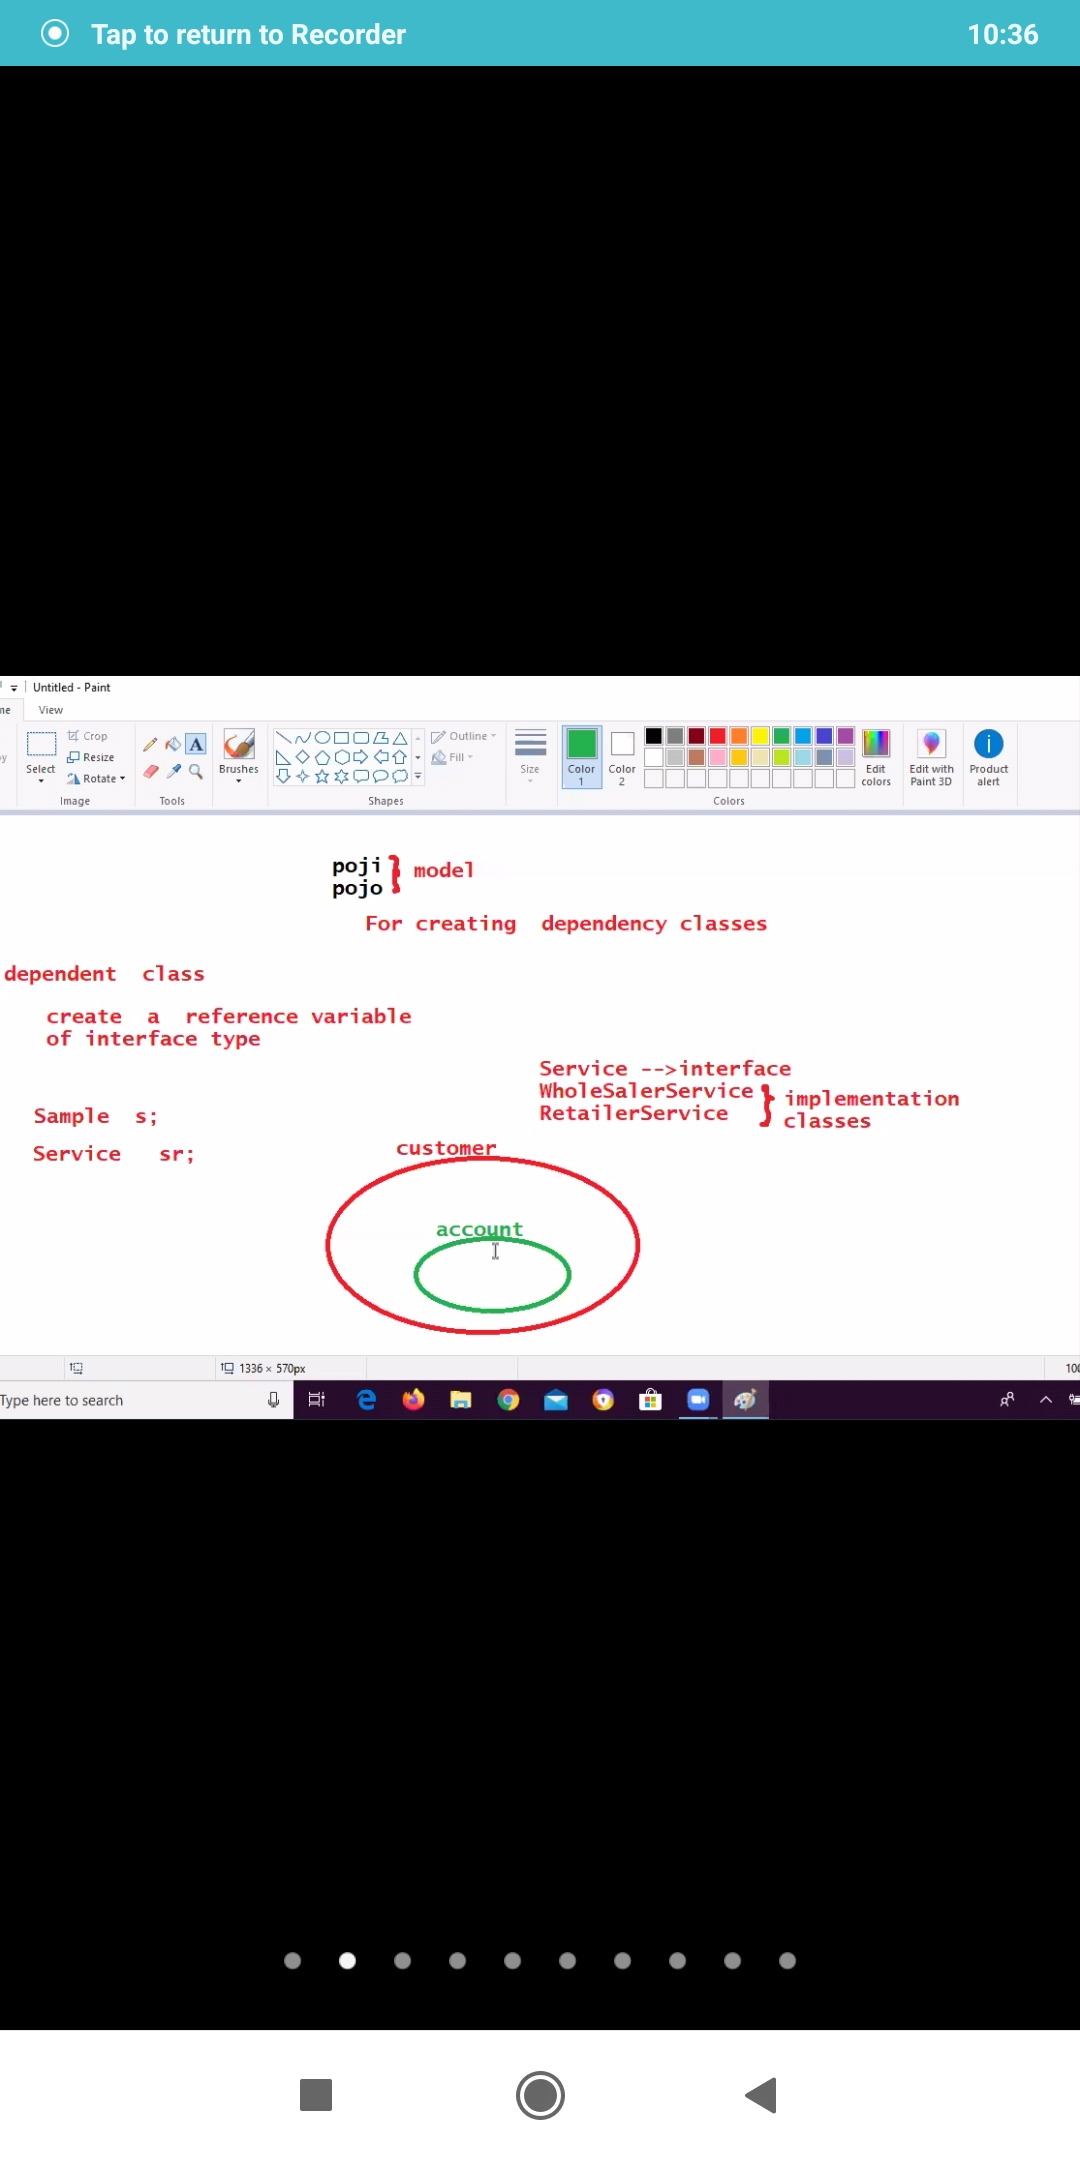 Tap to return to Recorder 10:36
Untitled - Paint
me View
Select Crop Resize Rotate Image
Tools
Brushes
Shapes
Outline
Fill
Size
Color 1
Color 2
Colors
Edit colors
Edit with Paint 3D
Product alert
poji
pojo
model
For creating dependency classes
dependent class
create a reference variable
of interface type
Service -->interface
WholeSalerService
RetailerService
implementation
classes
Sample s;
Service sr;
customer
account
1336 × 570px
Type here to search